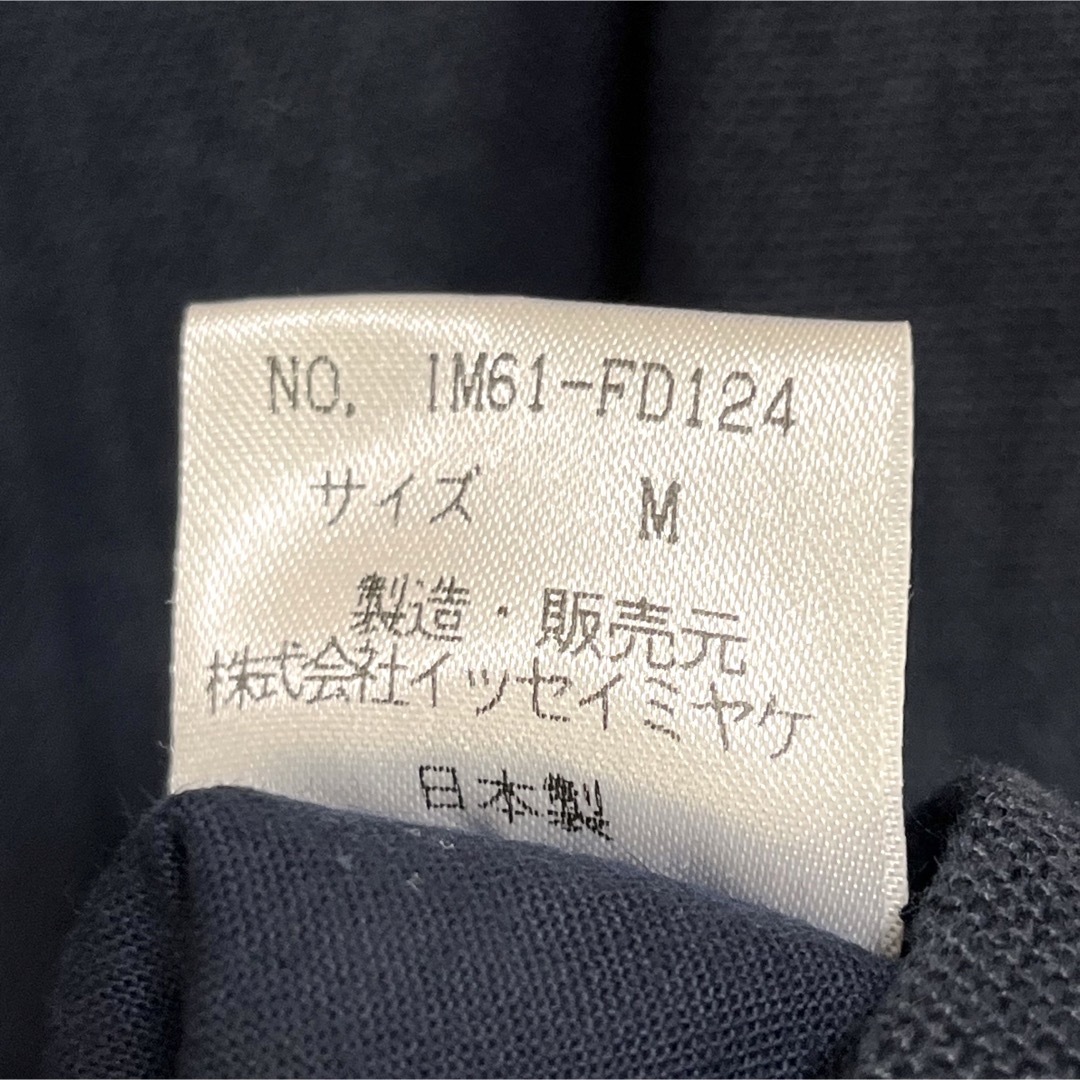 NO. IM61-FD124
サイズ M
製造・販売元
株式会社イッセイミヤケ
日本製